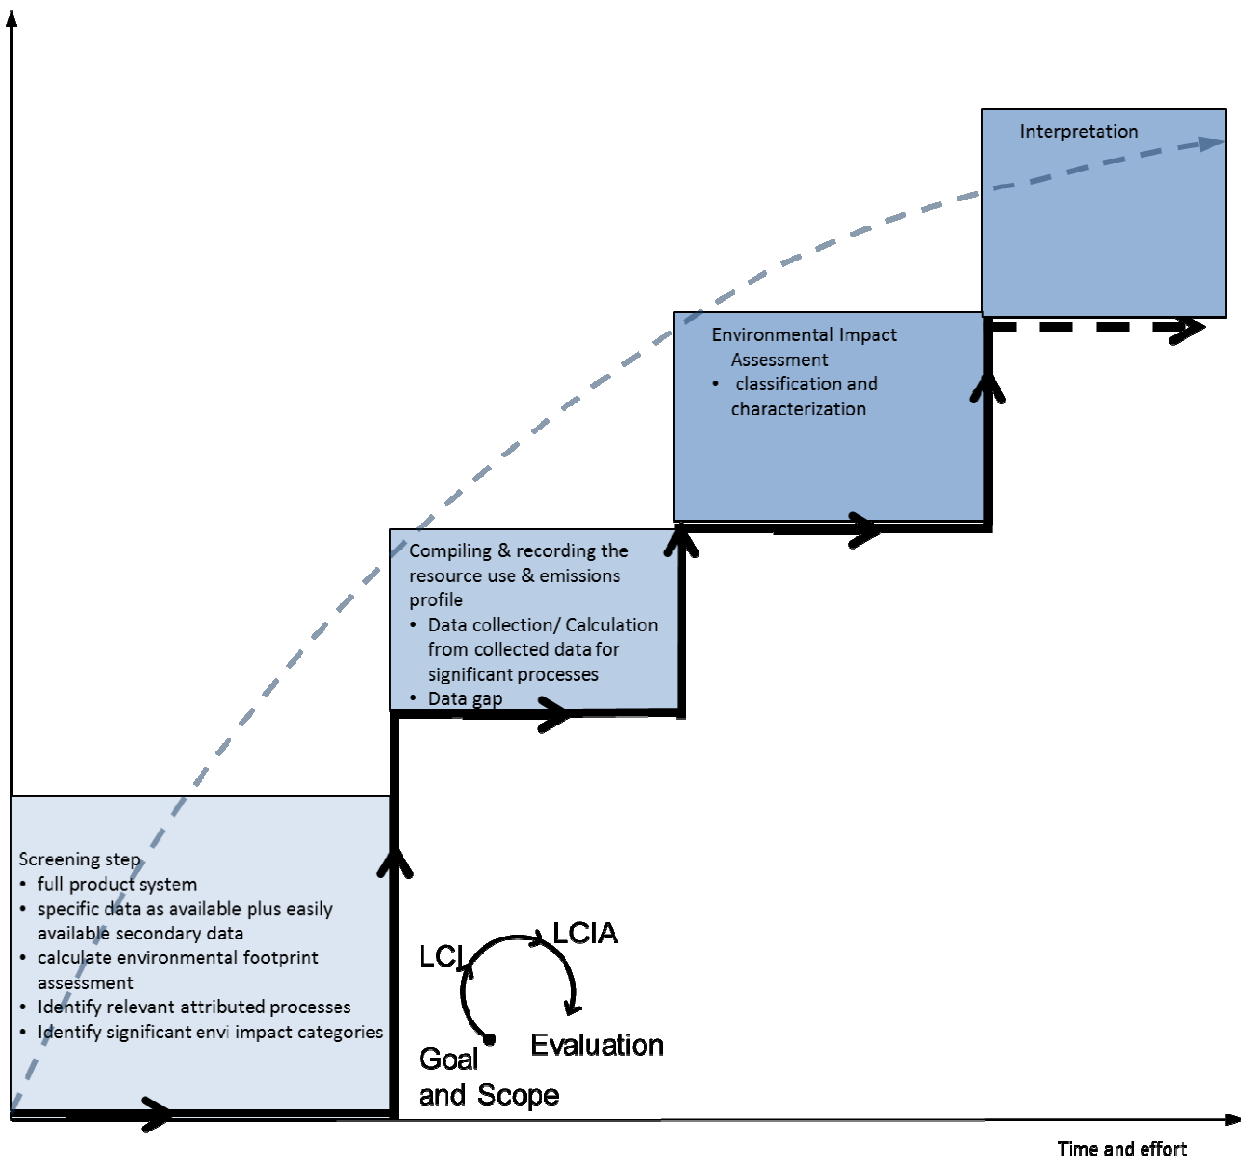 Interpretation
Environmental Impact
Assessment
• classification and
characterization
Compiling & recording the
resource use & emissions
profile
• Data collection/ Calculation
from collected data for
significant processes
• Data gap
Screening step
• full product system
• specific data as available plus easily
available secondary data
• calculate environmental footprint
assessment
• Identify relevant attributed processes
• Identify significant envi impact categories
LCI
LCIA
Goal
and Scope
Evaluation
Time and effort